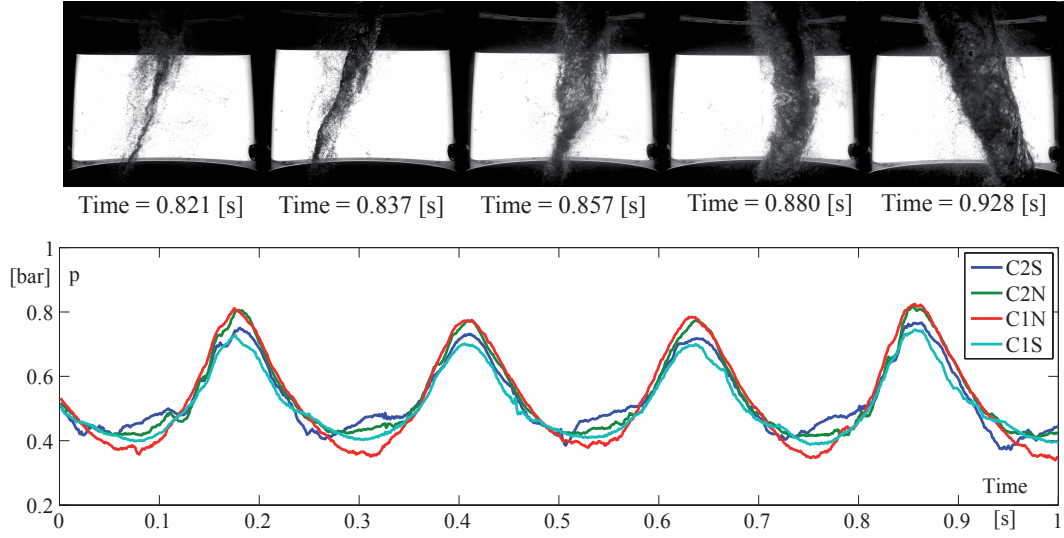 Time = 0.821 [s]
Time = 0.837 [s]
Time = 0.857 [s]
Time = 0.880 [s]
Time = 0.928 [s]
1
[bar]
p
0.8
0.6
0.4
0.2
C2S
C2N
C1N
C1S
Time
[s]
0
0.1
0.2
0.3
0.4
0.5
0.6
0.7
0.8
0.9
1